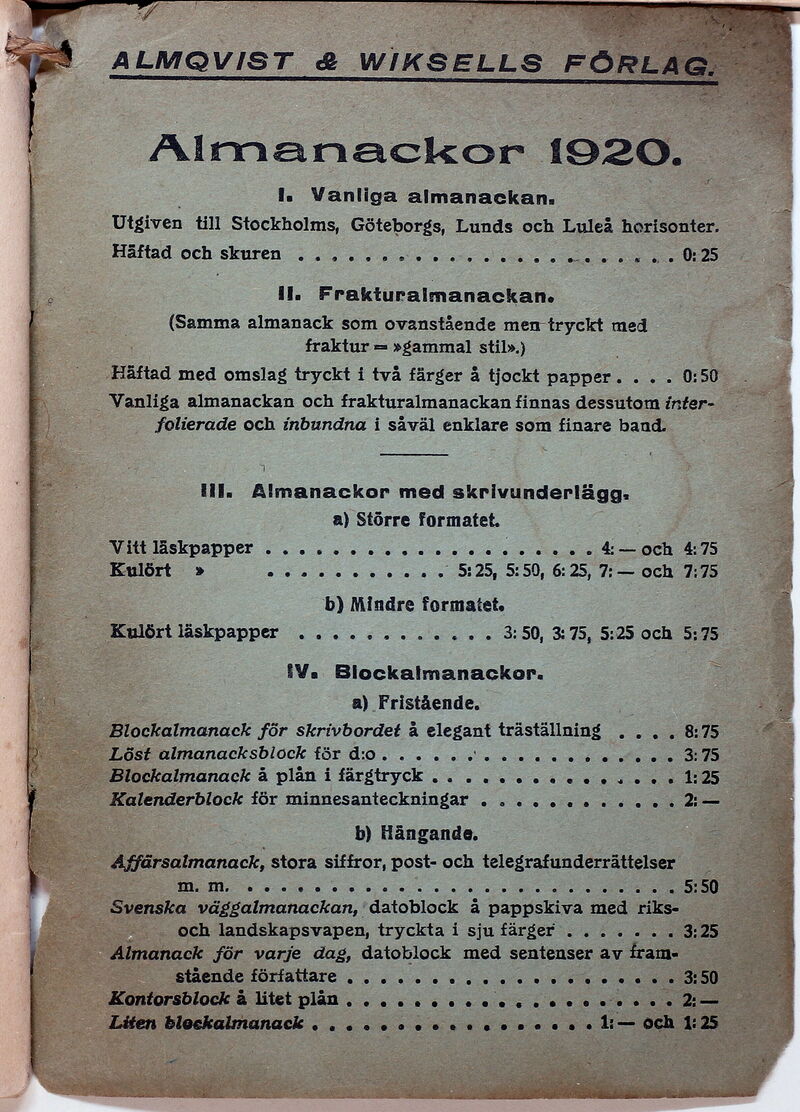 ALMQVIST & WIKSELLS FÖRLAG.
Almanackor 1920.
I. Vanliga almanackan.
Utgiven till Stockholms, Göteborgs, Lunds och Luleå horisonter.
Häftad och skuren . . . . . . . . . . . . . . . . . . . . . . 0: 25
II. Frakturalmanackan.
(Samma almanack som ovanstående men tryckt med
fraktur = »gammal stil».)
Häftad med omslag tryckt i två färger å tjockt papper . . . . 0: 50
Vanliga almanackan och frakturalmanackan finnas dessutom inter-
folierade och inbundna i såväl enklare som finare band.
III. Almanackor med skrivunderlägg.
a) Större formatet.
Vitt läskpapper . . . . . . . . . . . . . . . . . . . . 4: — och 4: 75
Kulört » . . . . . . . . . . . 5: 25, 5: 50, 6: 25, 7: — och 7: 75
b) Mindre formatet.
Kulört läskpapper . . . . . . . . . . . . 3: 50, 3: 75, 5: 25 och 5: 75
IV. Blockalmanackor.
a) Fristående.
Blockalmanack för skrivbordet å elegant träställning . . . . 8: 75
Löst almanacksblock för d:o . . . . . . . . . . . . . . . . . . 3: 75
Blockalmanack å plån i färgtryck . . . . . . . . . . . . . . . 1: 25
Kalenderblock för minnesanteckningar . . . . . . . . . . . . 2: —
b) Hängande.
Affärsalmanack, stora siffror, post- och telegrafunderrättelser
m. m. . . . . . . . . . . . . . . . . . . . . . . . . . . 5: 50
Svenska väggalmanackan, datoblock å pappskiva med riks-
och landskapsvapen, tryckta i sju färger . . . . . . . 3: 25
Almanack för varje dag, datoblock med sentenser av fram-
stående författare . . . . . . . . . . . . . . . . . . . . 3: 50
Kontorsblock å litet plån . . . . . . . . . . . . . . . . . . . . 2: —
Liten blockalmanack . . . . . . . . . . . . . . . . . 1: — och 1: 25